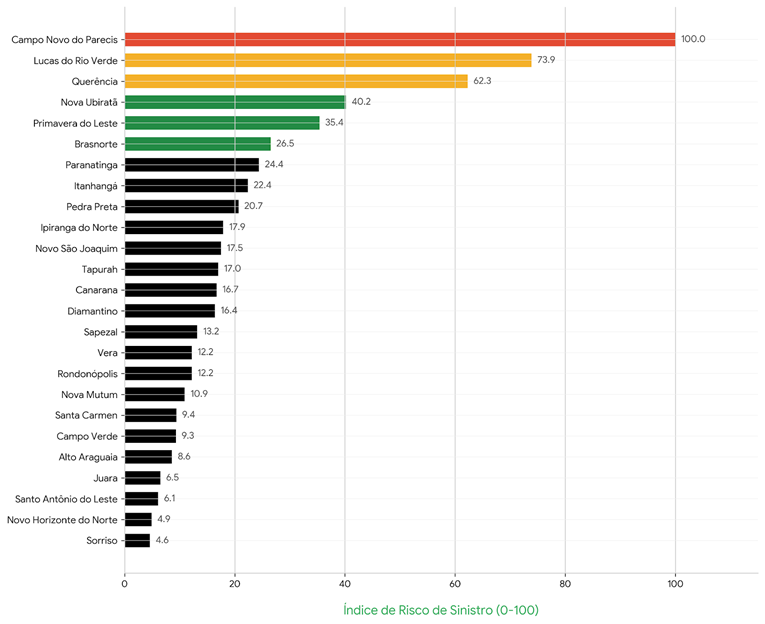 Campo Novo do Parecis 100.0
Lucas do Rio Verde 73.9
Querência 62.3
Nova Ubiratã 40.2
Primavera do Leste 35.4
Brasnorte 26.5
Paranatinga 24.4
Itanhangá 22.4
Pedra Preta 20.7
Ipiranga do Norte 17.9
Novo São Joaquim 17.5
Tapurah 17.0
Canarana 16.7
Diamantino 16.4
Sapezal 13.2
Vera 12.2
Rondonópolis 12.2
Nova Mutum 10.9
Santa Carmen 9.4
Campo Verde 9.3
Alto Araguaia 8.6
Juara 6.5
Santo Antônio do Leste 6.1
Novo Horizonte do Norte 4.9
Sorriso 4.6
0 20 40 60 80 100
Índice de Risco de Sinistro (0-100)